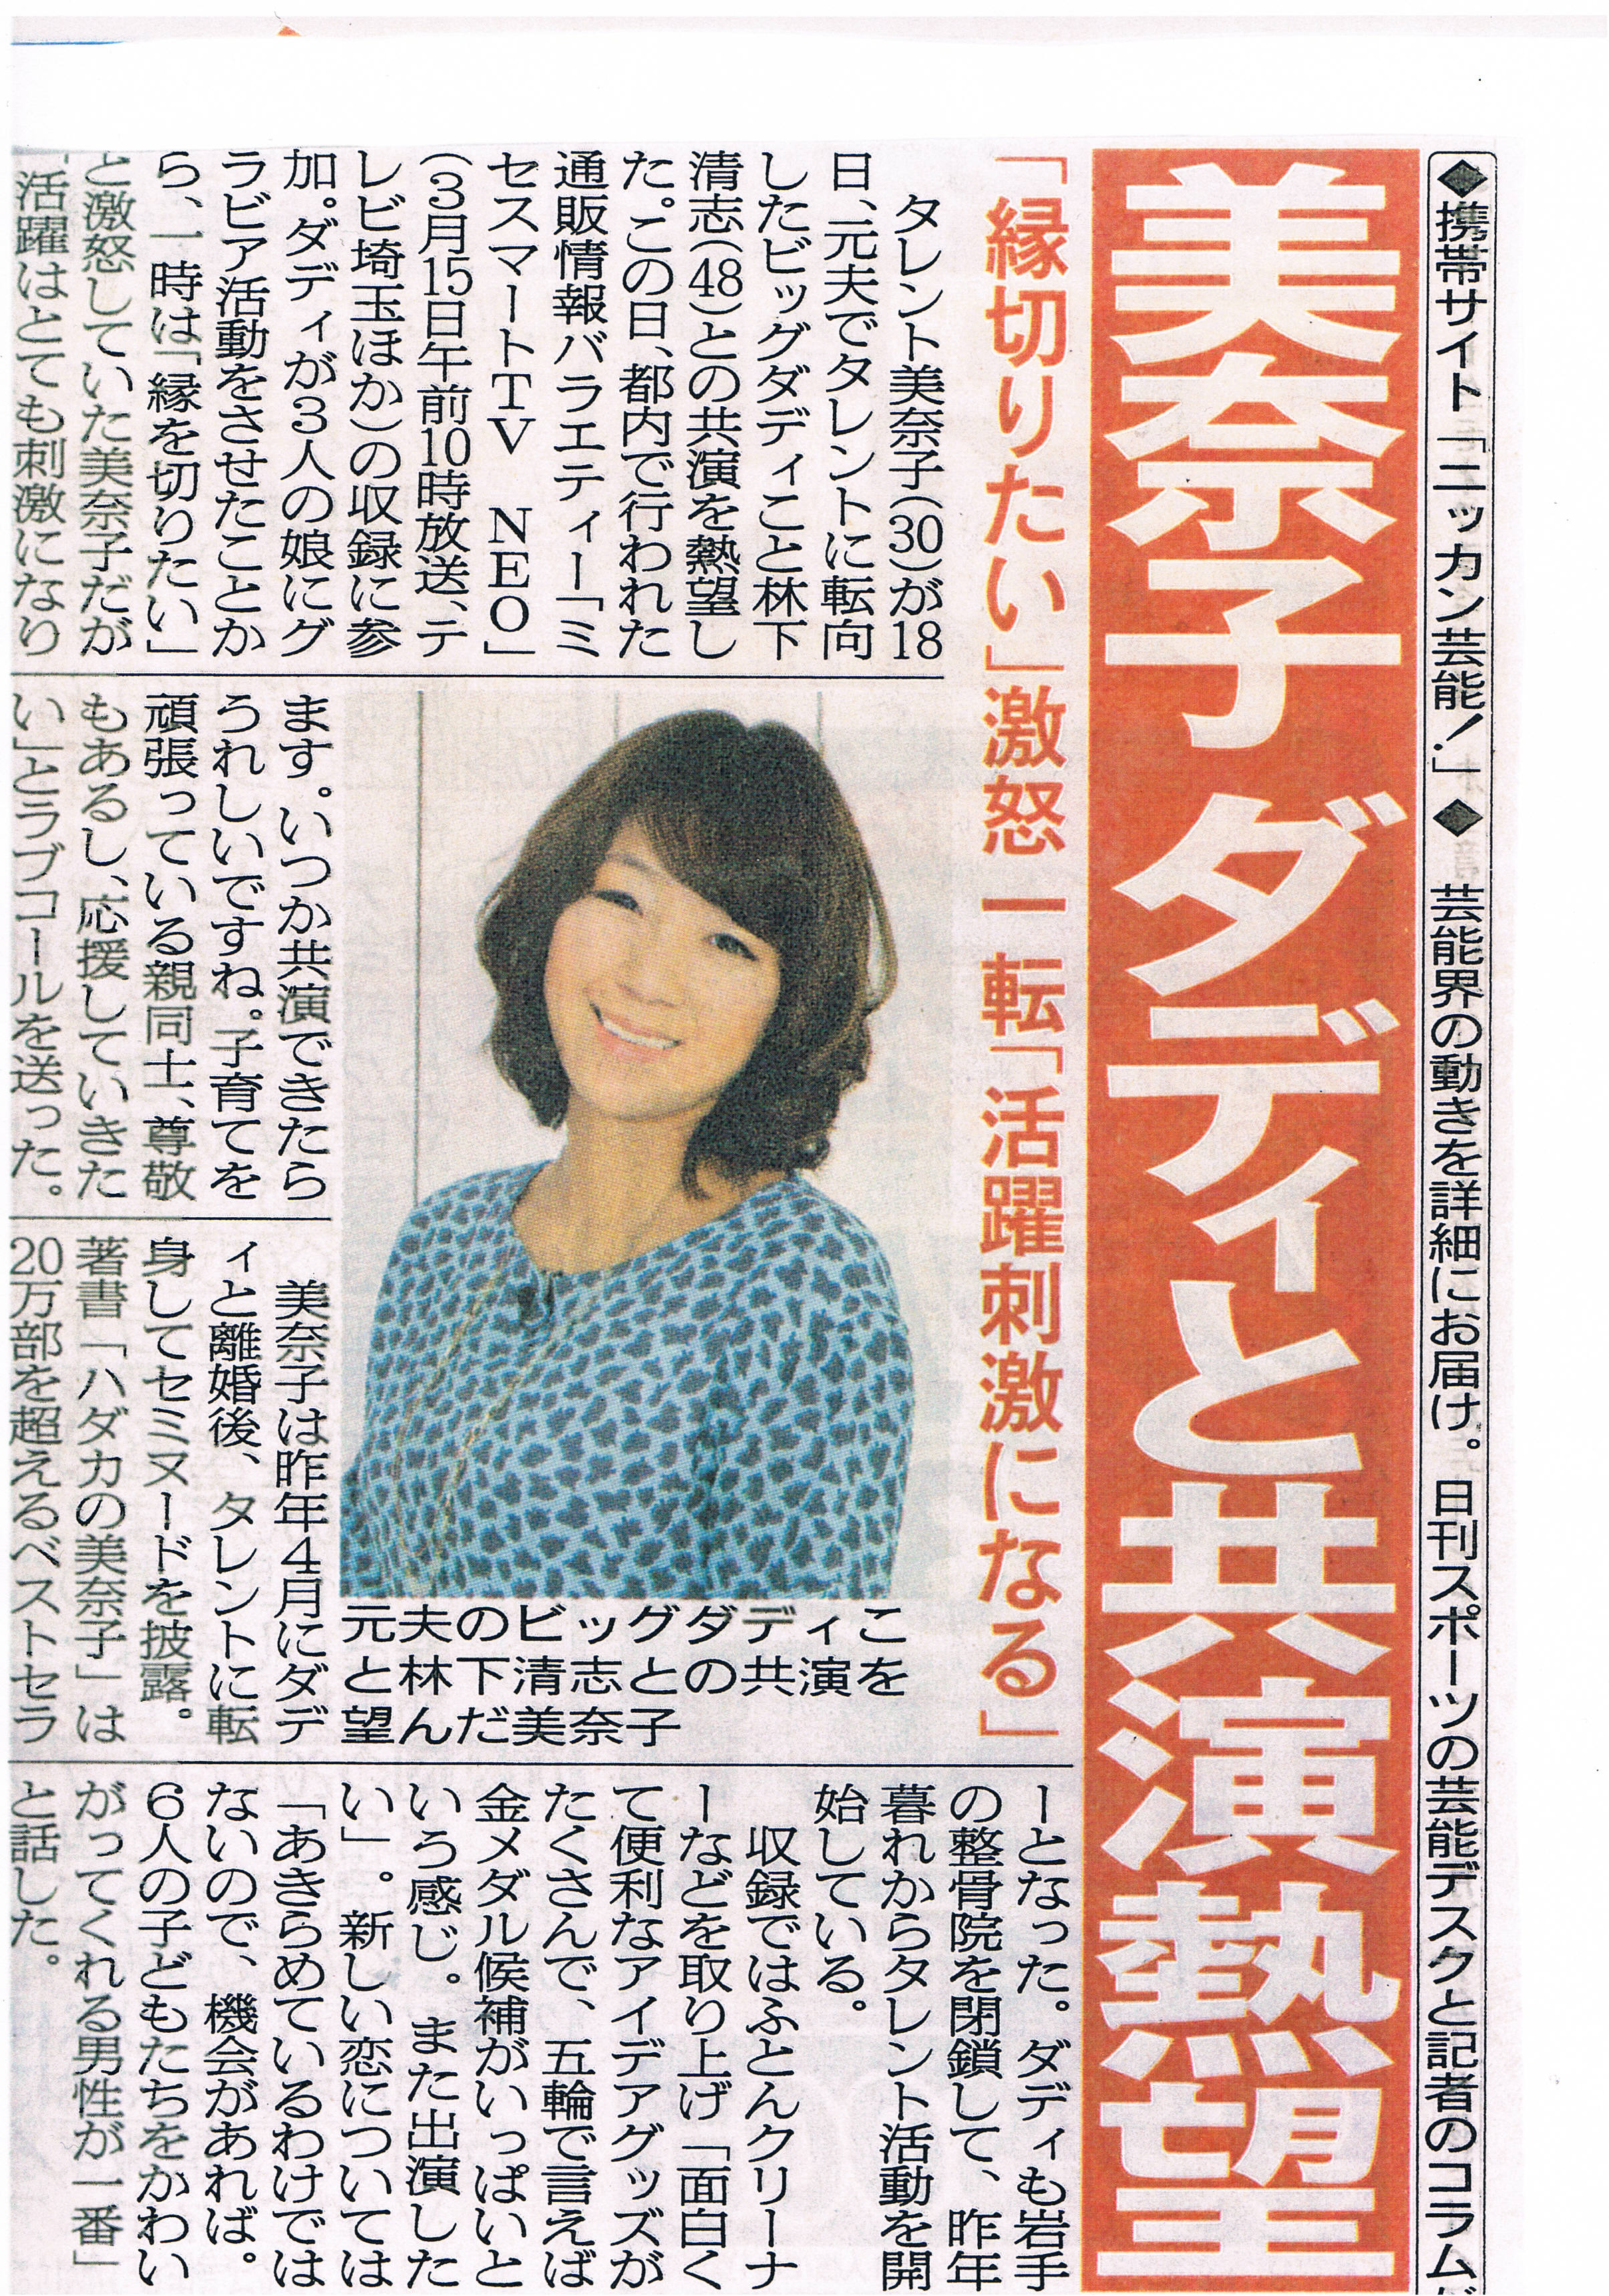 ◆携帯サイト「ニッカン芸能！」◆　芸能界の動きを詳細にお届け。日刊スポーツの芸能デスクと記者のコラム
美奈子ダディと共演熱望
「縁切りたい」激怒一転「活躍刺激になる」
タレント美奈子（30）が18
日、元夫でタレントに転向
したビッグダディこと林下
清志（48）との共演を熱望し
た。この日、都内で行われた
通販情報バラエティー「ミ
セスマートTV　NEO」
（3月15日午前10時放送、テ
レビ埼玉ほか）の収録に参
加。ダディが3人の娘にグ
ラビア活動をさせたことか
ら、一時は「縁を切りたい」
と激怒していた美奈子だが
「活躍はとても刺激になり
ます。いつか共演できたら
うれしいですね。子育てを
頑張っている親同士、尊敬
もあるし、応援していきた
い」とラブコールを送った。
美奈子は昨年4月にダデ
ィと離婚後、タレントに転
身してセミヌードを披露。
著書「ハダカの美奈子」は
20万部を超えるベストセラ
ーとなった。ダディも岩手
の整骨院を閉鎖して、昨年
暮れからタレント活動を開
始している。
収録ではふとんクリーナ
ーなどを取り上げ「面白く
て便利なアイデアグッズが
たくさんで、五輪で言えば
金メダル候補がいっぱいと
いう感じ。また出演した
い」。新しい恋については
「あきらめているわけでは
ないので、機会があれば。
6人の子どもたちをかわい
がってくれる男性が一番」
と話した。
元夫のビッグダディこ
と林下清志との共演を
望んだ美奈子